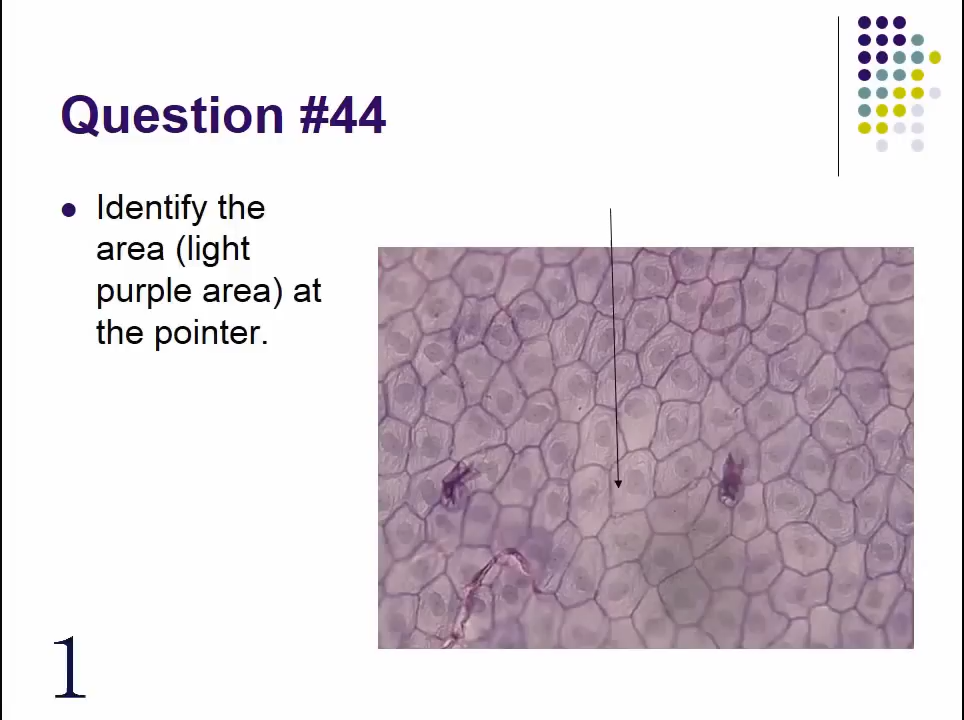 Question #44
Identify the
area (light
purple area) at
the pointer.
1